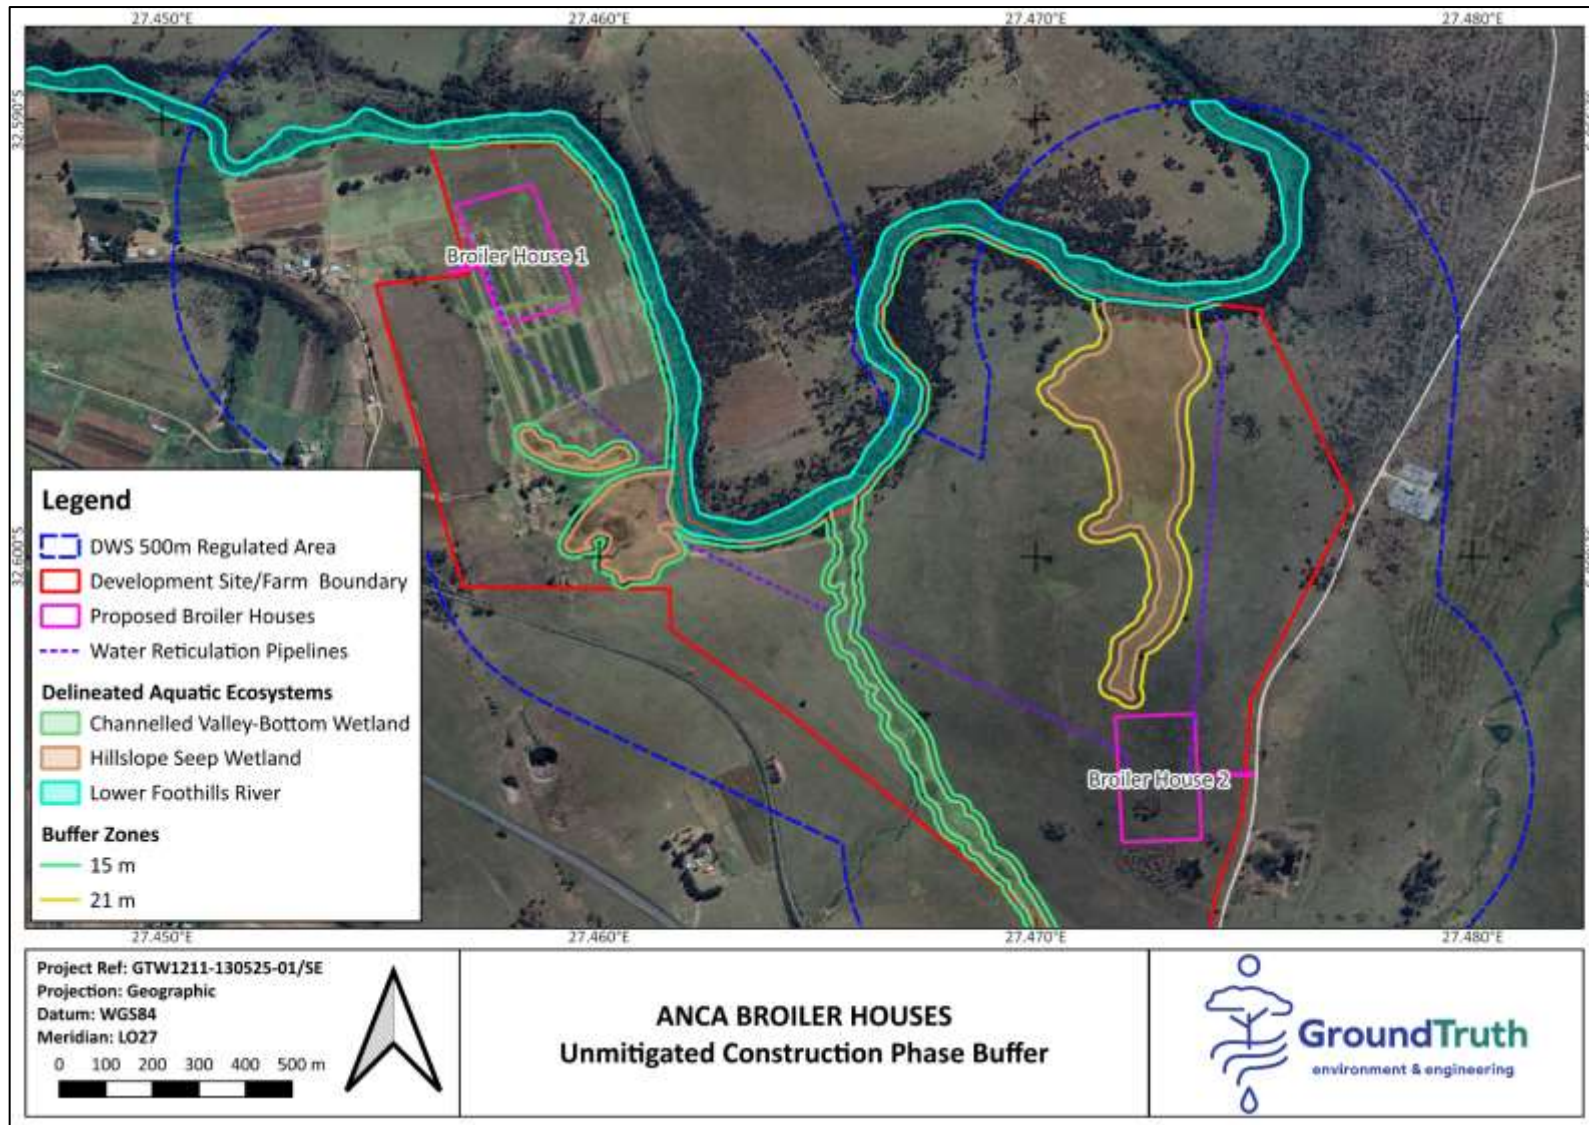 27.450°E 27.460°E 27.470°E 27.480°E
32.590°S
Broiler House 1
32.600°S
Broiler House 2
Legend
DWS 500m Regulated Area
Development Site/Farm Boundary
Proposed Broiler Houses
Water Reticulation Pipelines
Delineated Aquatic Ecosystems
Channelled Valley-Bottom Wetland
Hillslope Seep Wetland
Lower Foothills River
Buffer Zones
15 m
21 m
27.450°E 27.460°E 27.470°E 27.480°E
Project Ref: GTW1211-130525-01/SE
Projection: Geographic
Datum: WGS84
Meridian: LO27
0 100 200 300 400 500 m
ANCA BROILER HOUSES
Unmitigated Construction Phase Buffer
GroundTruth
environment & engineering